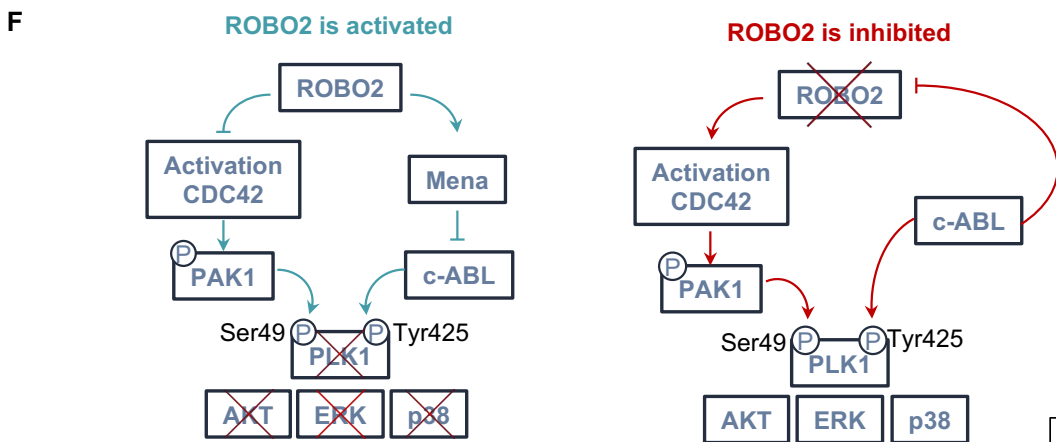 F
ROBO2 is activated
ROBO2
Activation
CDC42
Mena
P
PAK1
c-ABL
Ser49
P
P
Tyr425
PLK1
AKT
ERK
p38
ROBO2 is inhibited
ROBO2
Activation
CDC42
c-ABL
P
PAK1
Ser49
P
P
Tyr425
PLK1
AKT
ERK
p38